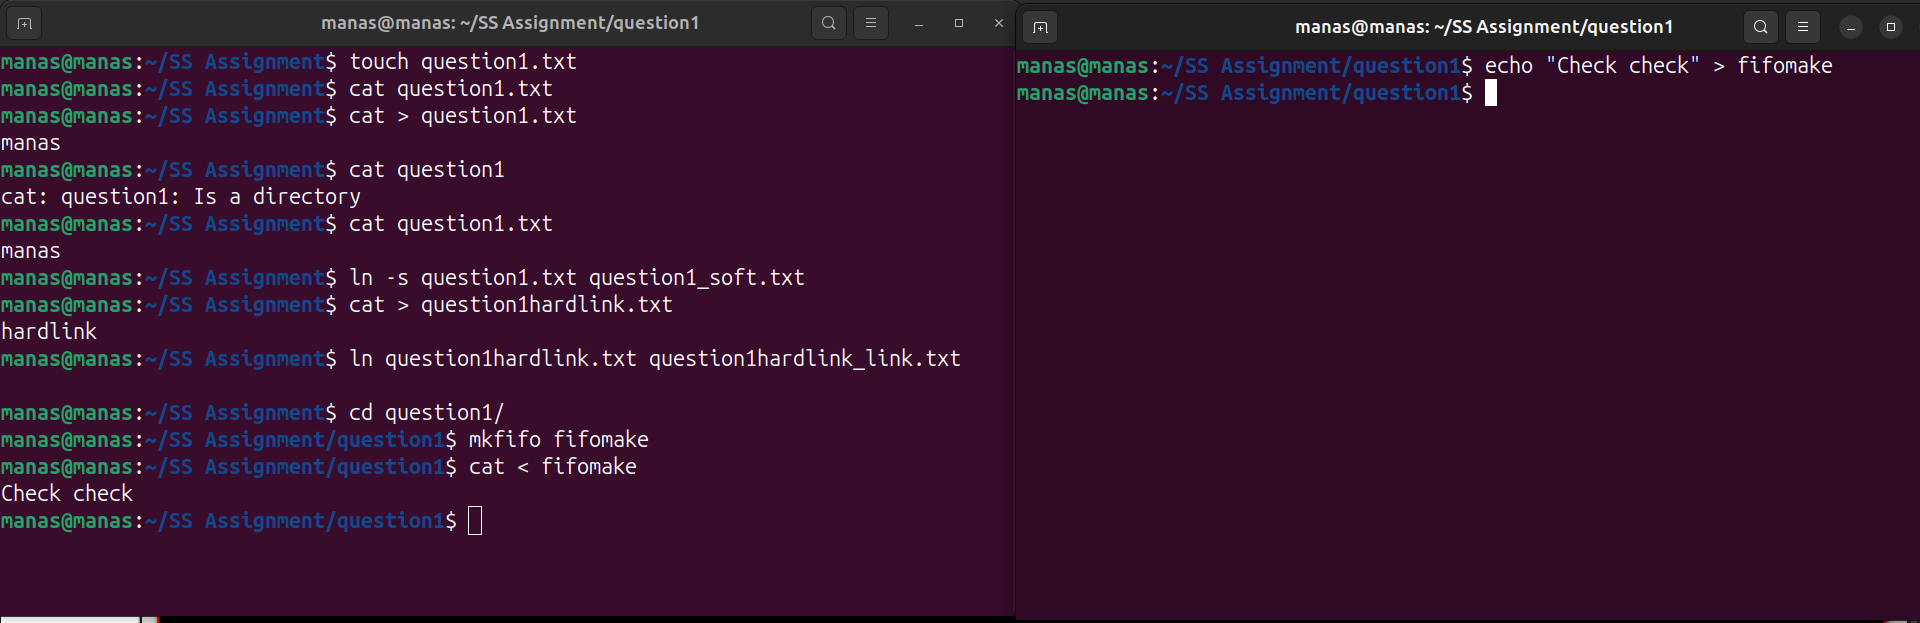 manas@manas: ~/SS Assignment/question1
manas@manas:~/SS Assignment$ touch question1.txt
manas@manas:~/SS Assignment$ cat question1.txt
manas@manas:~/SS Assignment$ cat > question1.txt
manas
manas@manas:~/SS Assignment$ cat question1
cat: question1: Is a directory
manas@manas:~/SS Assignment$ cat question1.txt
manas
manas@manas:~/SS Assignment$ ln -s question1.txt question1_soft.txt
manas@manas:~/SS Assignment$ cat > question1hardlink.txt
hardlink
manas@manas:~/SS Assignment$ ln question1hardlink.txt question1hardlink_link.txt
manas@manas:~/SS Assignment$ cd question1/
manas@manas:~/SS Assignment/question1$ mkfifo fifomake
manas@manas:~/SS Assignment/question1$ cat < fifomake
Check check
manas@manas:~/SS Assignment/question1$
manas@manas: ~/SS Assignment/question1
manas@manas:~/SS Assignment/question1$ echo "Check check" > fifomake
manas@manas:~/SS Assignment/question1$